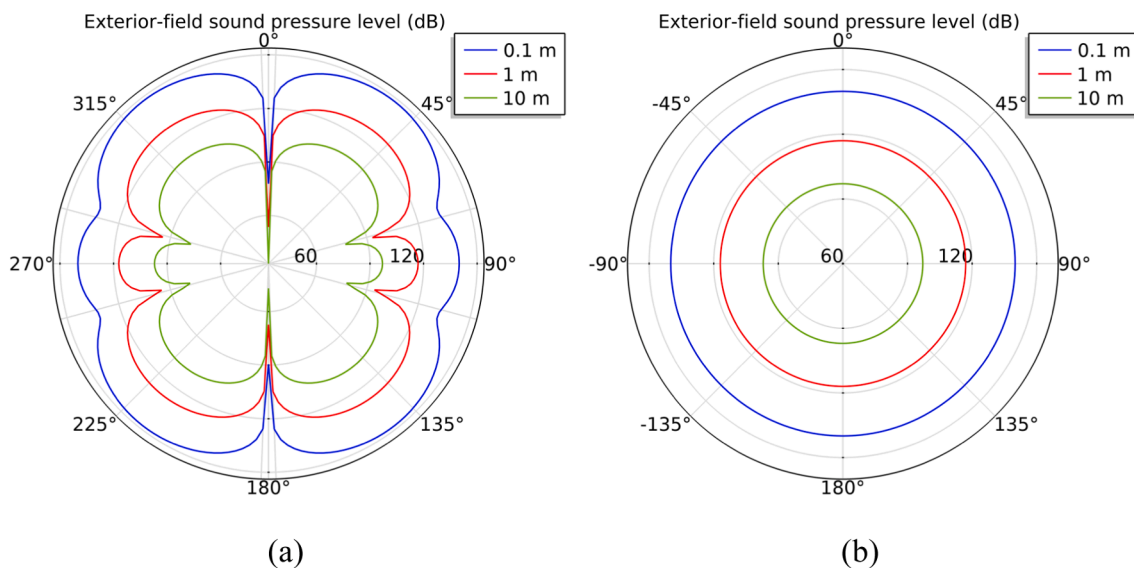 Exterior-field sound pressure level (dB)
0°
0.1 m
1 m
10 m
315°
45°
270°
60
120
90°
225°
135°
180°
(a)
Exterior-field sound pressure level (dB)
0°
0.1 m
1 m
10 m
-45°
45°
-90°
60
120
90°
-135°
135°
180°
(b)